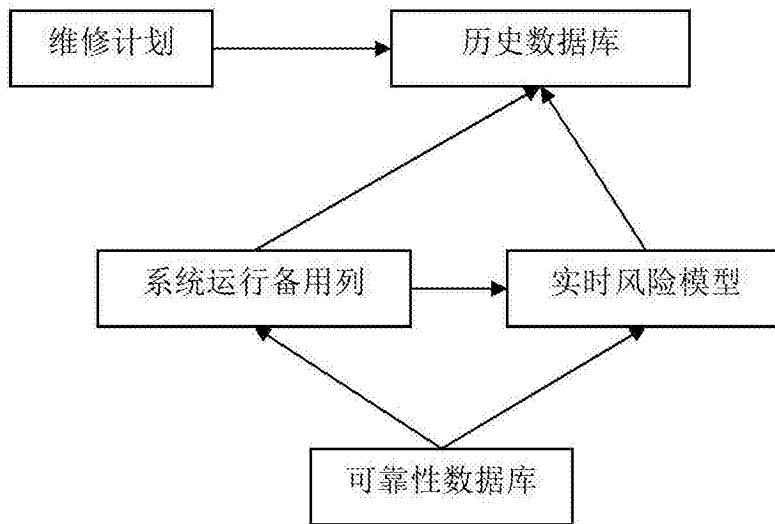 维修计划
历史数据库
系统运行备用列
实时风险模型
可靠性数据库